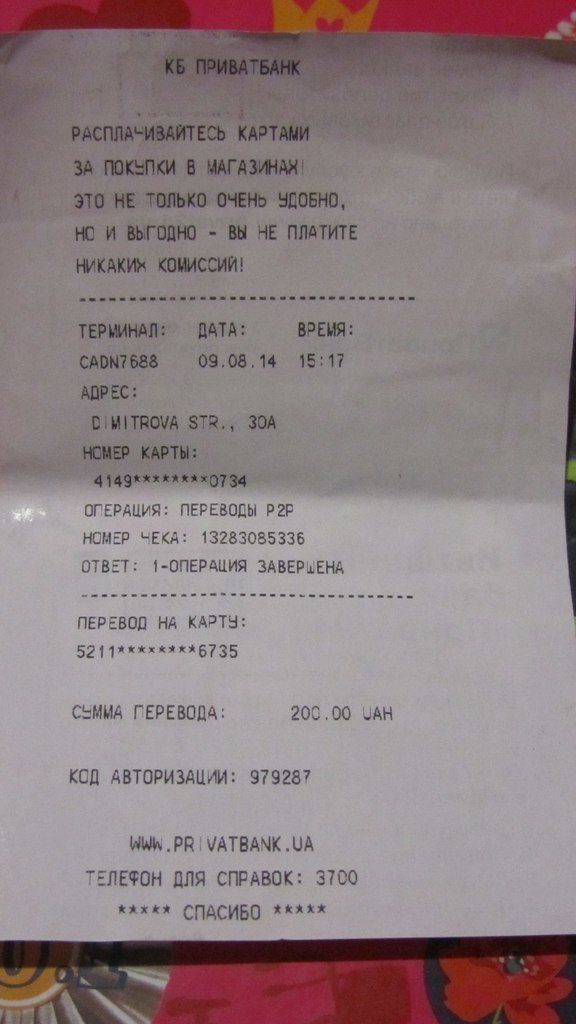 КБ ПРИВАТБАНК
РАСПЛАЧИВАЙТЕСЬ КАРТАМИ
ЗА ПОКУПКИ В МАГАЗИНАХ!
ЭТО НЕ ТОЛЬКО ОЧЕНЬ УДОБНО,
НО И ВЫГОДНО - ВЫ НЕ ПЛАТИТЕ
НИКАКИХ КОМИССИЙ!
--------------------------------
ТЕРМИНАЛ: ДАТА: ВРЕМЯ:
CADN7688 09.08.14 15:17
АДРЕС:
DIMITROVA STR., 30A
НОМЕР КАРТЫ:
4149********0734
ОПЕРАЦИЯ: ПЕРЕВОДЫ P2P
НОМЕР ЧЕКА: 13283085336
ОТВЕТ: 1-ОПЕРАЦИЯ ЗАВЕРШЕНА
--------------------------------
ПЕРЕВОД НА КАРТУ:
5211********6735
СУММА ПЕРЕВОДА: 200.00 UAH
КОД АВТОРИЗАЦИИ: 979287
WWW.PRIVATBANK.UA
ТЕЛЕФОН ДЛЯ СПРАВОК: 3700
***** СПАСИБО *****